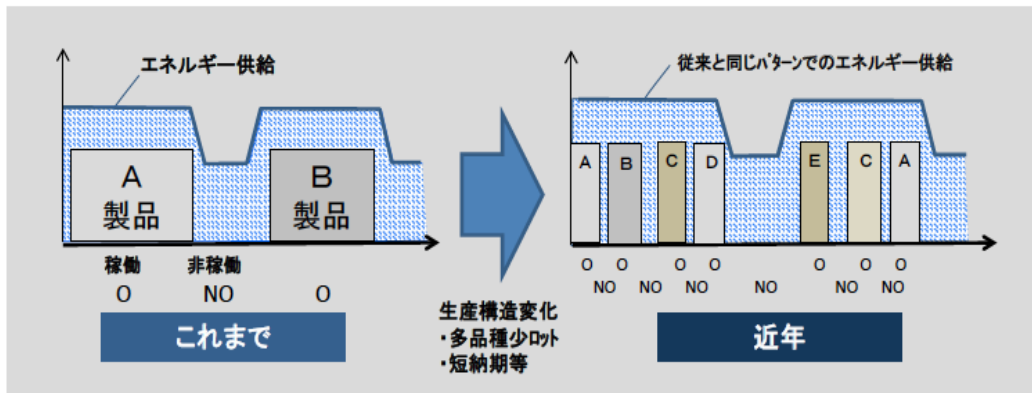 エネルギー供給
A
製品
B
製品
稼働
非稼働
O
NO
O
これまで
生産構造変化
・多品種少ロット
・短納期等
従来と同じパターンでのエネルギー供給
A
B
C
D
E
C
A
O
O
O
O
O
O
O
NO
NO
NO
NO
NO
NO
近年